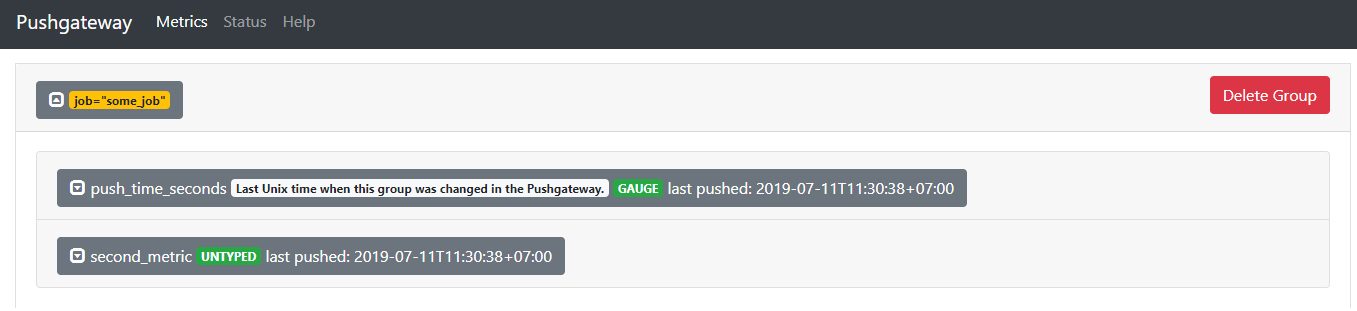 Pushgateway Metrics Status Help
job="some_job" Delete Group
push_time_seconds Last Unix time when this group was changed in the Pushgateway. GAUGE last pushed: 2019-07-11T11:30:38+07:00
second_metric UNTYPED last pushed: 2019-07-11T11:30:38+07:00